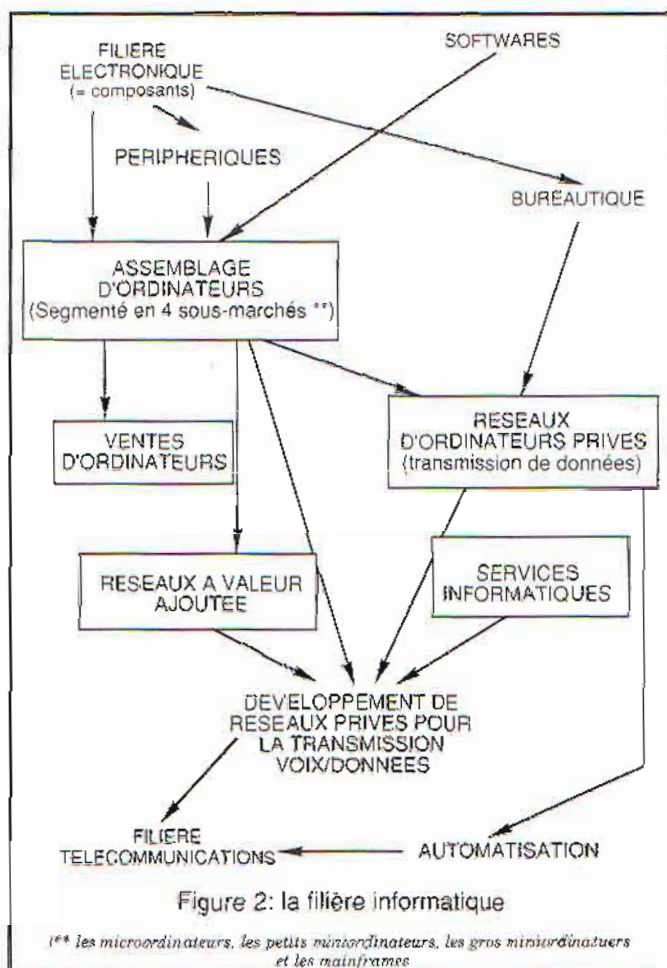 FILIERE
ELECTRONIQUE
(= composants)
SOFTWARES
PERIPHERIQUES
BUREAUTIQUE
ASSEMBLAGE
D'ORDINATEURS
(Segmenté en 4 sous-marchés **)
VENTES
D'ORDINATEURS
RESEAUX
D'ORDINATEURS PRIVES
(transmission de données)
RESEAUX A VALEUR
AJOUTEE
SERVICES
INFORMATIQUES
DEVELOPPEMENT DE
RESEAUX PRIVES POUR
LA TRANSMISSION
VOIX/DONNEES
FILIERE
TELECOMMUNICATIONS
AUTOMATISATION
Figure 2: la filière informatique
(** les microordinateurs, les petits miniordinateurs, les gros miniordinatuers
et les mainframes